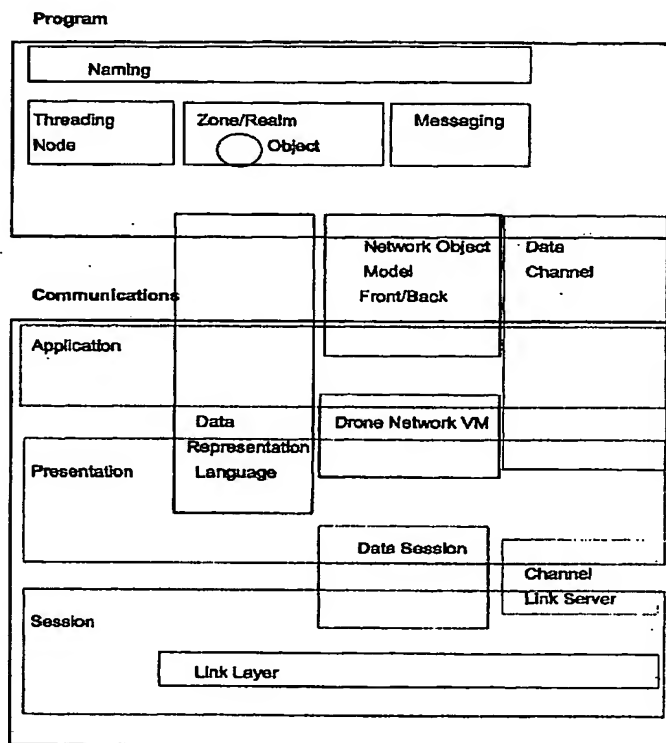 Program
Naming
Threading
Node
Zone/Realm
Object
Messaging
Network Object
Model
Front/Back
Data
Channel
Communications
Application
Data
Representation
Language
Drone Network VM
Presentation
Data Session
Channel
Link Server
Session
Link Layer